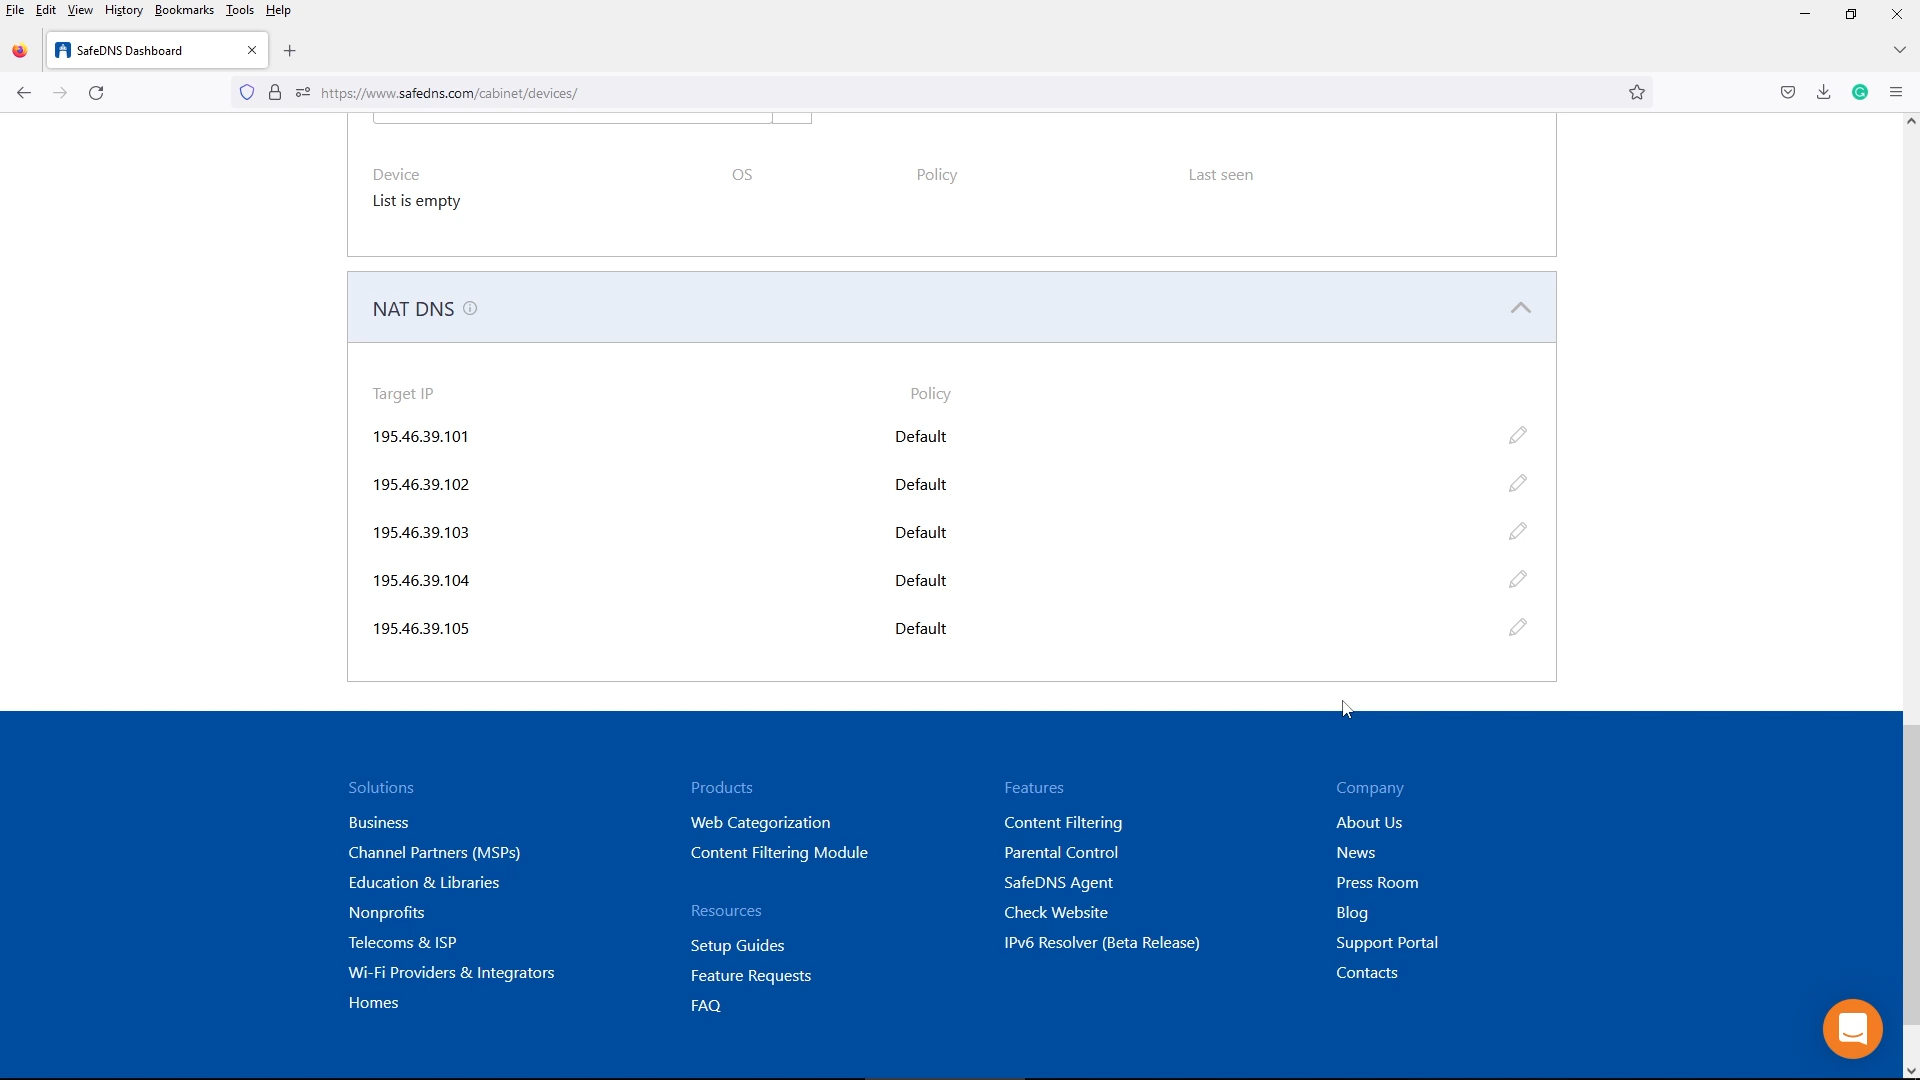 File Edit View History Bookmarks Tools Help
SafeDNS Dashboard
https://www.safedns.com/cabinet/devices/
Device OS Policy Last seen
List is empty
NAT DNS
Target IP Policy
195.46.39.101 Default
195.46.39.102 Default
195.46.39.103 Default
195.46.39.104 Default
195.46.39.105 Default
Solutions
Business
Channel Partners (MSPs)
Education & Libraries
Nonprofits
Telecoms & ISP
Wi-Fi Providers & Integrators
Homes
Products
Web Categorization
Content Filtering Module
Resources
Setup Guides
Feature Requests
FAQ
Features
Content Filtering
Parental Control
SafeDNS Agent
Check Website
IPv6 Resolver (Beta Release)
Company
About Us
News
Press Room
Blog
Support Portal
Contacts